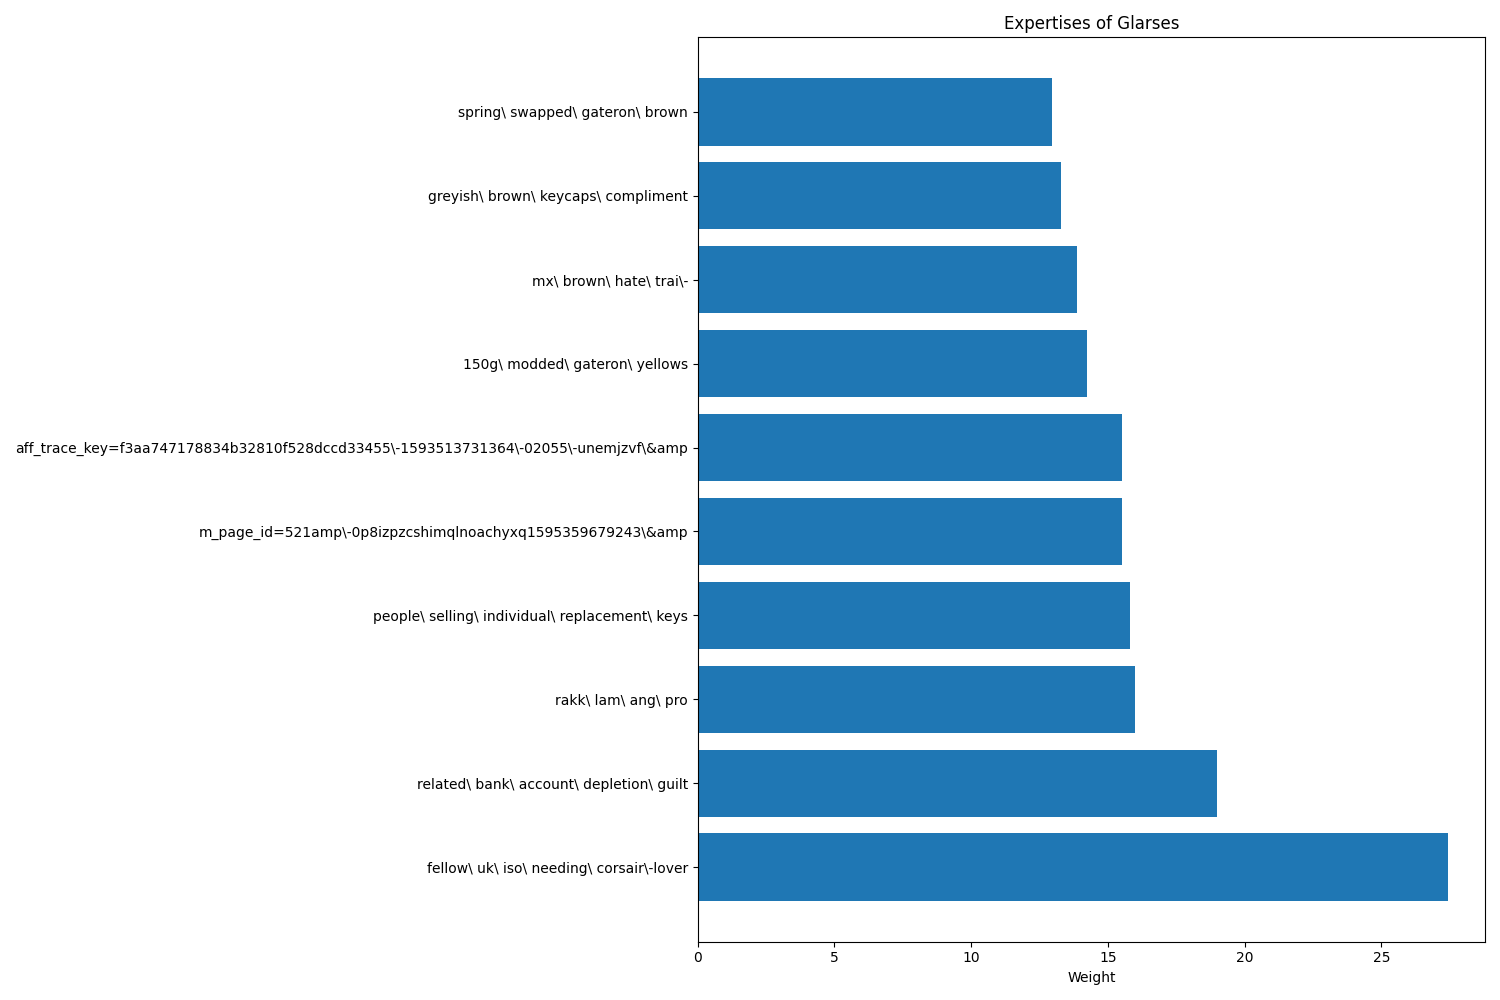 Expertises of Glarses
spring\ swapped\ gateron\ brown
greyish\ brown\ keycaps\ compliment
mx\ brown\ hate\ trai\-
150g\ modded\ gateron\ yellows
aff_trace_key=f3aa747178834b32810f528dccd33455\-1593513731364\-02055\-unemjzvf\&amp
m_page_id=521amp\-0p8izpzcshimqlnoachyxq1595359679243\&amp
people\ selling\ individual\ replacement\ keys
rakk\ lam\ ang\ pro
related\ bank\ account\ depletion\ guilt
fellow\ uk\ iso\ needing\ corsair\-lover
0 5 10 15 20 25
Weight